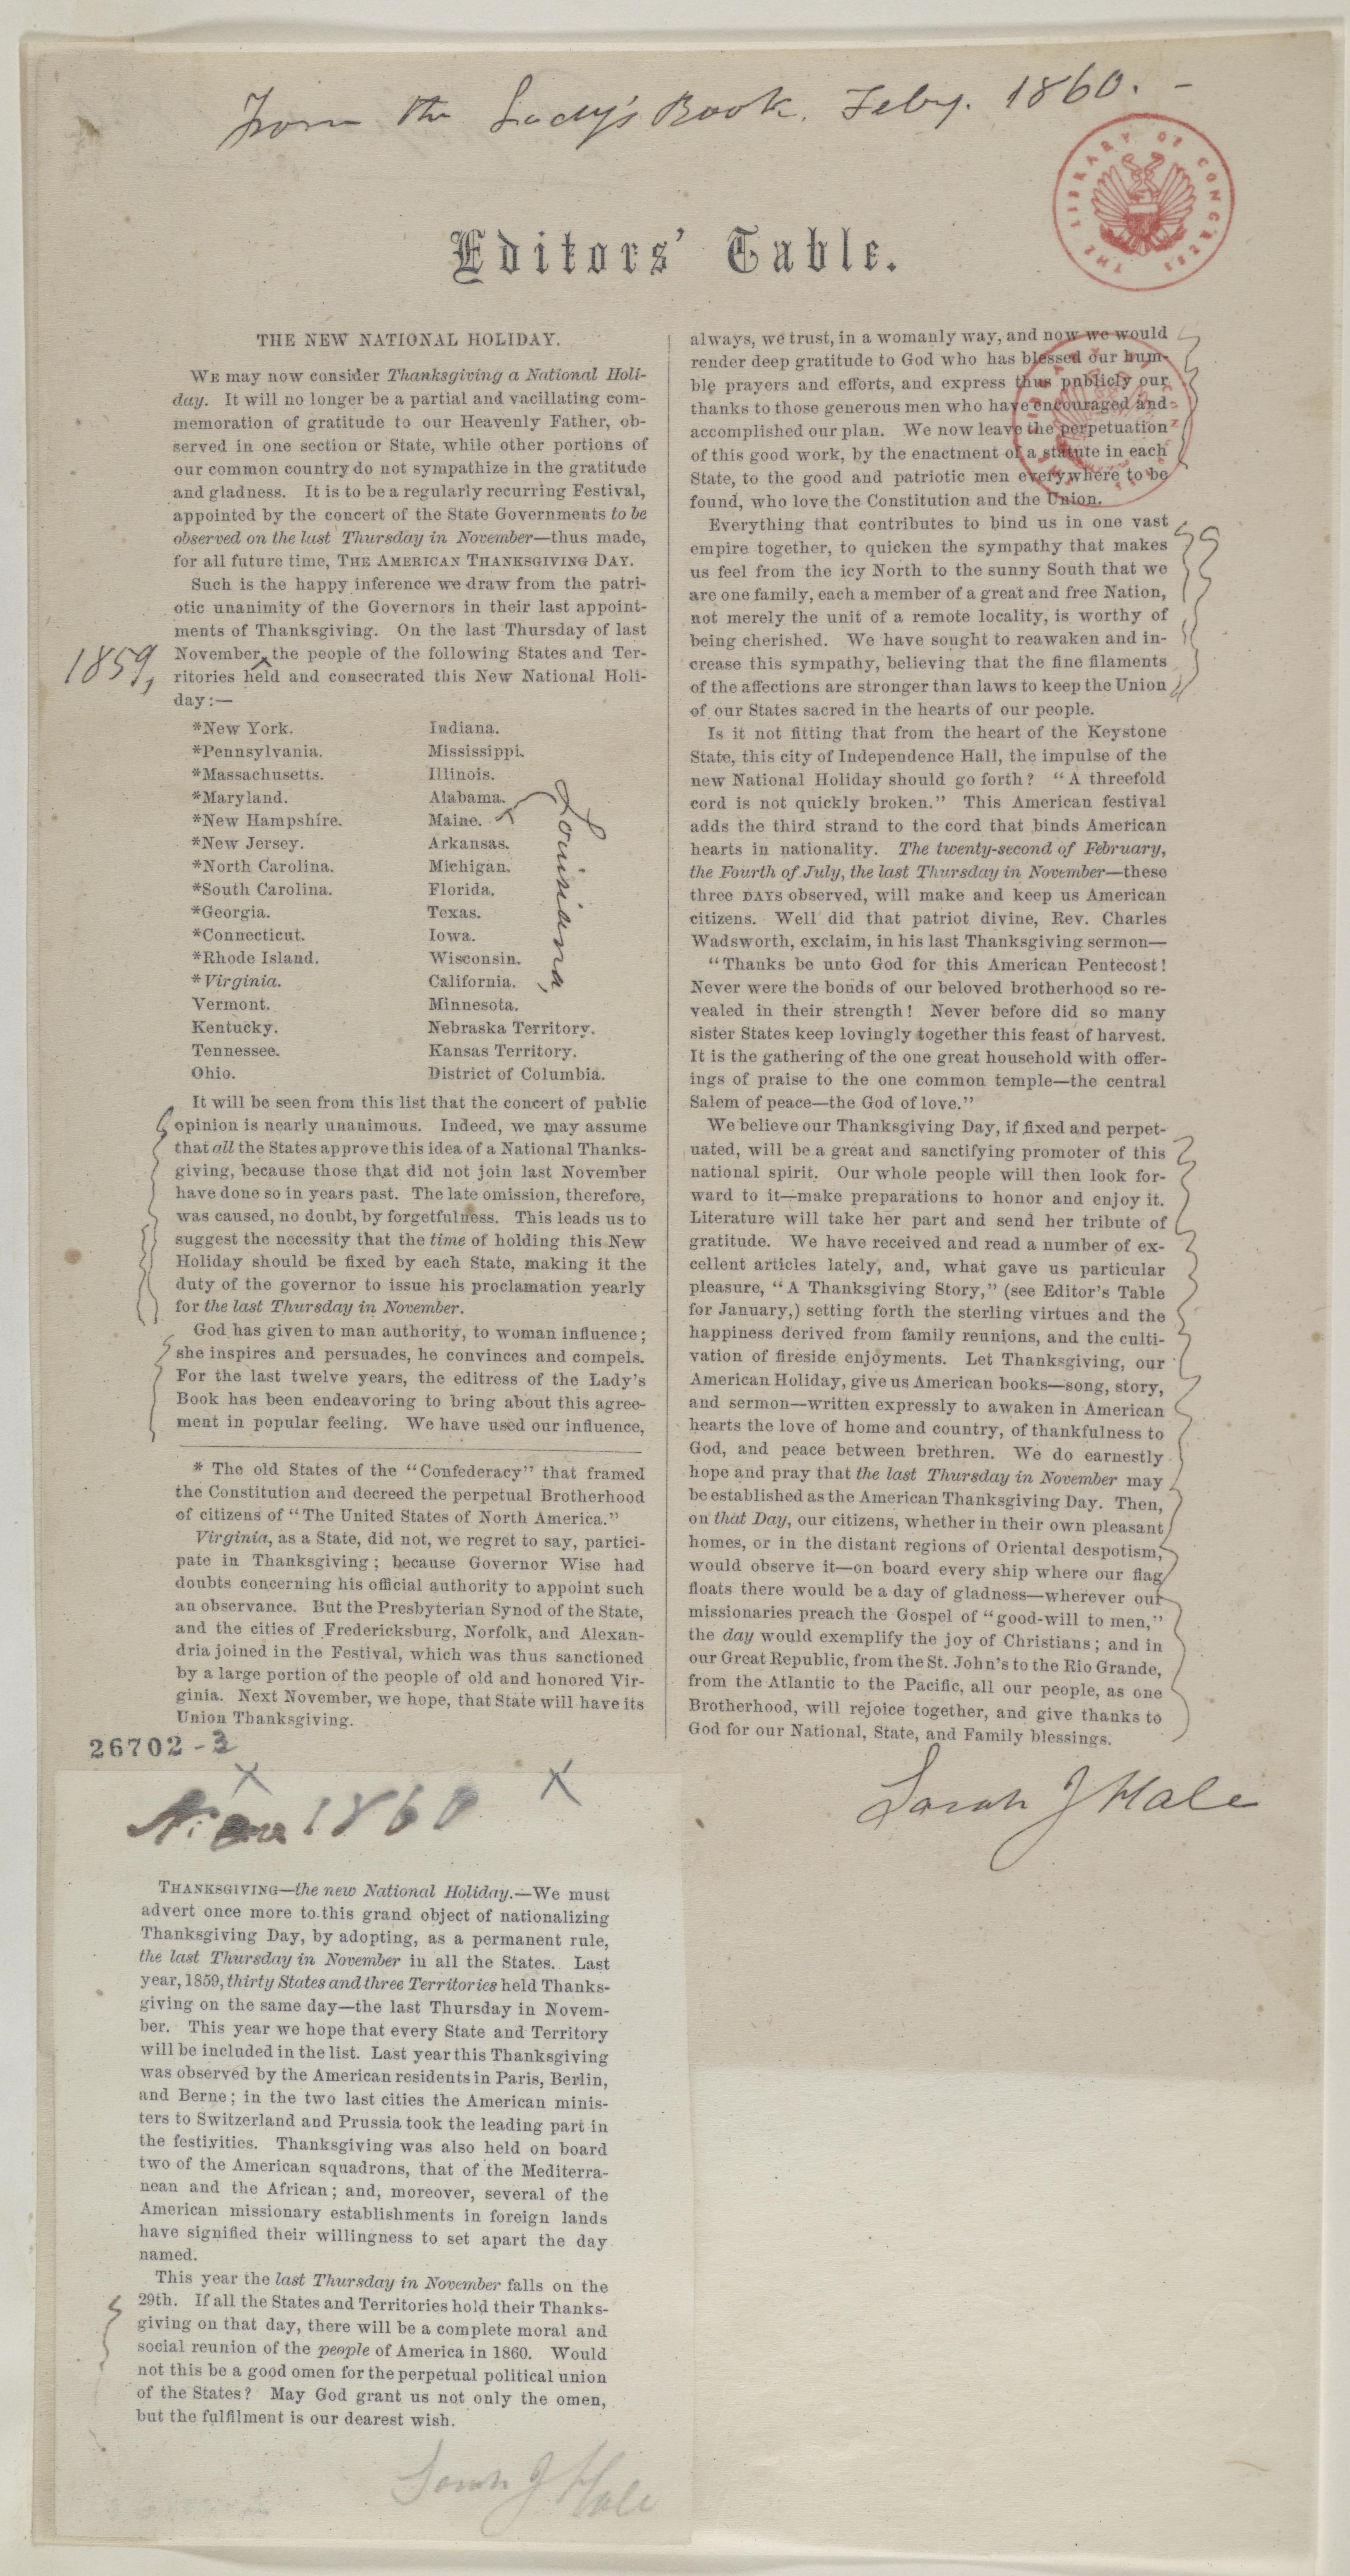 From the Lady's Book. Feby. 1860. -
THE LIBRARY OF CONGRESS
Editors' Table.
THE NEW NATIONAL HOLIDAY.
WE may now consider Thanksgiving a National Holi-
day. It will no longer be a partial and vacillating com-
memoration of gratitude to our Heavenly Father, ob-
served in one section or State, while other portions of
our common country do not sympathize in the gratitude
and gladness. It is to be a regularly recurring Festival,
appointed by the concert of the State Governments to be
observed on the last Thursday in November—thus made,
for all future time, THE AMERICAN THANKSGIVING DAY.
Such is the happy inference we draw from the patri-
otic unanimity of the Governors in their last appoint-
ments of Thanksgiving. On the last Thursday of last
1859,
November, the people of the following States and Ter-
ritories held and consecrated this New National Holi-
day:—
*New York. Indiana.
*Pennsylvania. Mississippi.
*Massachusetts. Illinois.
*Maryland. Alabama.
*New Hampshire. Maine.
*New Jersey. Arkansas.
*North Carolina. Michigan.
*South Carolina. Florida.
*Georgia. Texas.
*Connecticut. Iowa.
*Rhode Island. Wisconsin.
*Virginia. California.
Vermont. Minnesota.
Kentucky. Nebraska Territory.
Tennessee. Kansas Territory.
Ohio. District of Columbia.
Louisiana,
It will be seen from this list that the concert of public
opinion is nearly unanimous. Indeed, we may assume
that all the States approve this idea of a National Thanks-
giving, because those that did not join last November
have done so in years past. The late omission, therefore,
was caused, no doubt, by forgetfulness. This leads us to
suggest the necessity that the time of holding this New
Holiday should be fixed by each State, making it the
duty of the governor to issue his proclamation yearly
for the last Thursday in November.
God has given to man authority, to woman influence;
she inspires and persuades, he convinces and compels.
For the last twelve years, the editress of the Lady's
Book has been endeavoring to bring about this agree-
ment in popular feeling. We have used our influence,
* The old States of the "Confederacy" that framed
the Constitution and decreed the perpetual Brotherhood
of citizens of "The United States of North America."
Virginia, as a State, did not, we regret to say, partici-
pate in Thanksgiving; because Governor Wise had
doubts concerning his official authority to appoint such
an observance. But the Presbyterian Synod of the State,
and the cities of Fredericksburg, Norfolk, and Alexan-
dria joined in the Festival, which was thus sanctioned
by a large portion of the people of old and honored Vir-
ginia. Next November, we hope, that State will have its
Union Thanksgiving.
always, we trust, in a womanly way, and now we would
render deep gratitude to God who has blessed our hum-
ble prayers and efforts, and express thus publicly our
thanks to those generous men who have encouraged and
accomplished our plan. We now leave the perpetuation
of this good work, by the enactment of a statute in each
State, to the good and patriotic men everywhere to be
found, who love the Constitution and the Union.
Everything that contributes to bind us in one vast
empire together, to quicken the sympathy that makes
us feel from the icy North to the sunny South that we
are one family, each a member of a great and free Nation,
not merely the unit of a remote locality, is worthy of
being cherished. We have sought to reawaken and in-
crease this sympathy, believing that the fine filaments
of the affections are stronger than laws to keep the Union
of our States sacred in the hearts of our people.
Is it not fitting that from the heart of the Keystone
State, this city of Independence Hall, the impulse of the
new National Holiday should go forth? "A threefold
cord is not quickly broken." This American festival
adds the third strand to the cord that binds American
hearts in nationality. The twenty-second of February,
the Fourth of July, the last Thursday in November—these
three DAYS observed, will make and keep us American
citizens. Well did that patriot divine, Rev. Charles
Wadsworth, exclaim, in his last Thanksgiving sermon—
"Thanks be unto God for this American Pentecost!
Never were the bonds of our beloved brotherhood so re-
vealed in their strength! Never before did so many
sister States keep lovingly together this feast of harvest.
It is the gathering of the one great household with offer-
ings of praise to the one common temple—the central
Salem of peace—the God of love."
We believe our Thanksgiving Day, if fixed and perpet-
uated, will be a great and sanctifying promoter of this
national spirit. Our whole people will then look for-
ward to it—make preparations to honor and enjoy it.
Literature will take her part and send her tribute of
gratitude. We have received and read a number of ex-
cellent articles lately, and, what gave us particular
pleasure, "A Thanksgiving Story," (see Editor's Table
for January,) setting forth the sterling virtues and the
happiness derived from family reunions, and the culti-
vation of fireside enjoyments. Let Thanksgiving, our
American Holiday, give us American books—song, story,
and sermon—written expressly to awaken in American
hearts the love of home and country, of thankfulness to
God, and peace between brethren. We do earnestly
hope and pray that the last Thursday in November may
be established as the American Thanksgiving Day. Then,
on that Day, our citizens, whether in their own pleasant
homes, or in the distant regions of Oriental despotism,
would observe it—on board every ship where our flag
floats there would be a day of gladness—wherever our
missionaries preach the Gospel of "good-will to men,"
the day would exemplify the joy of Christians; and in
our Great Republic, from the St. John's to the Rio Grande,
from the Atlantic to the Pacific, all our people, as one
Brotherhood, will rejoice together, and give thanks to
God for our National, State, and Family blessings.
Sarah J Hale
26702-3
1860
THANKSGIVING—the new National Holiday.—We must
advert once more to this grand object of nationalizing
Thanksgiving Day, by adopting, as a permanent rule,
the last Thursday in November in all the States. Last
year, 1859, thirty States and three Territories held Thanks-
giving on the same day—the last Thursday in Novem-
ber. This year we hope that every State and Territory
will be included in the list. Last year this Thanksgiving
was observed by the American residents in Paris, Berlin,
and Berne; in the two last cities the American minis-
ters to Switzerland and Prussia took the leading part in
the festivities. Thanksgiving was also held on board
two of the American squadrons, that of the Mediterra-
nean and the African; and, moreover, several of the
American missionary establishments in foreign lands
have signified their willingness to set apart the day
named.
This year the last Thursday in November falls on the
29th. If all the States and Territories hold their Thanks-
giving on that day, there will be a complete moral and
social reunion of the people of America in 1860. Would
not this be a good omen for the perpetual political union
of the States? May God grant us not only the omen,
but the fulfilment is our dearest wish.
Sarah J Hale